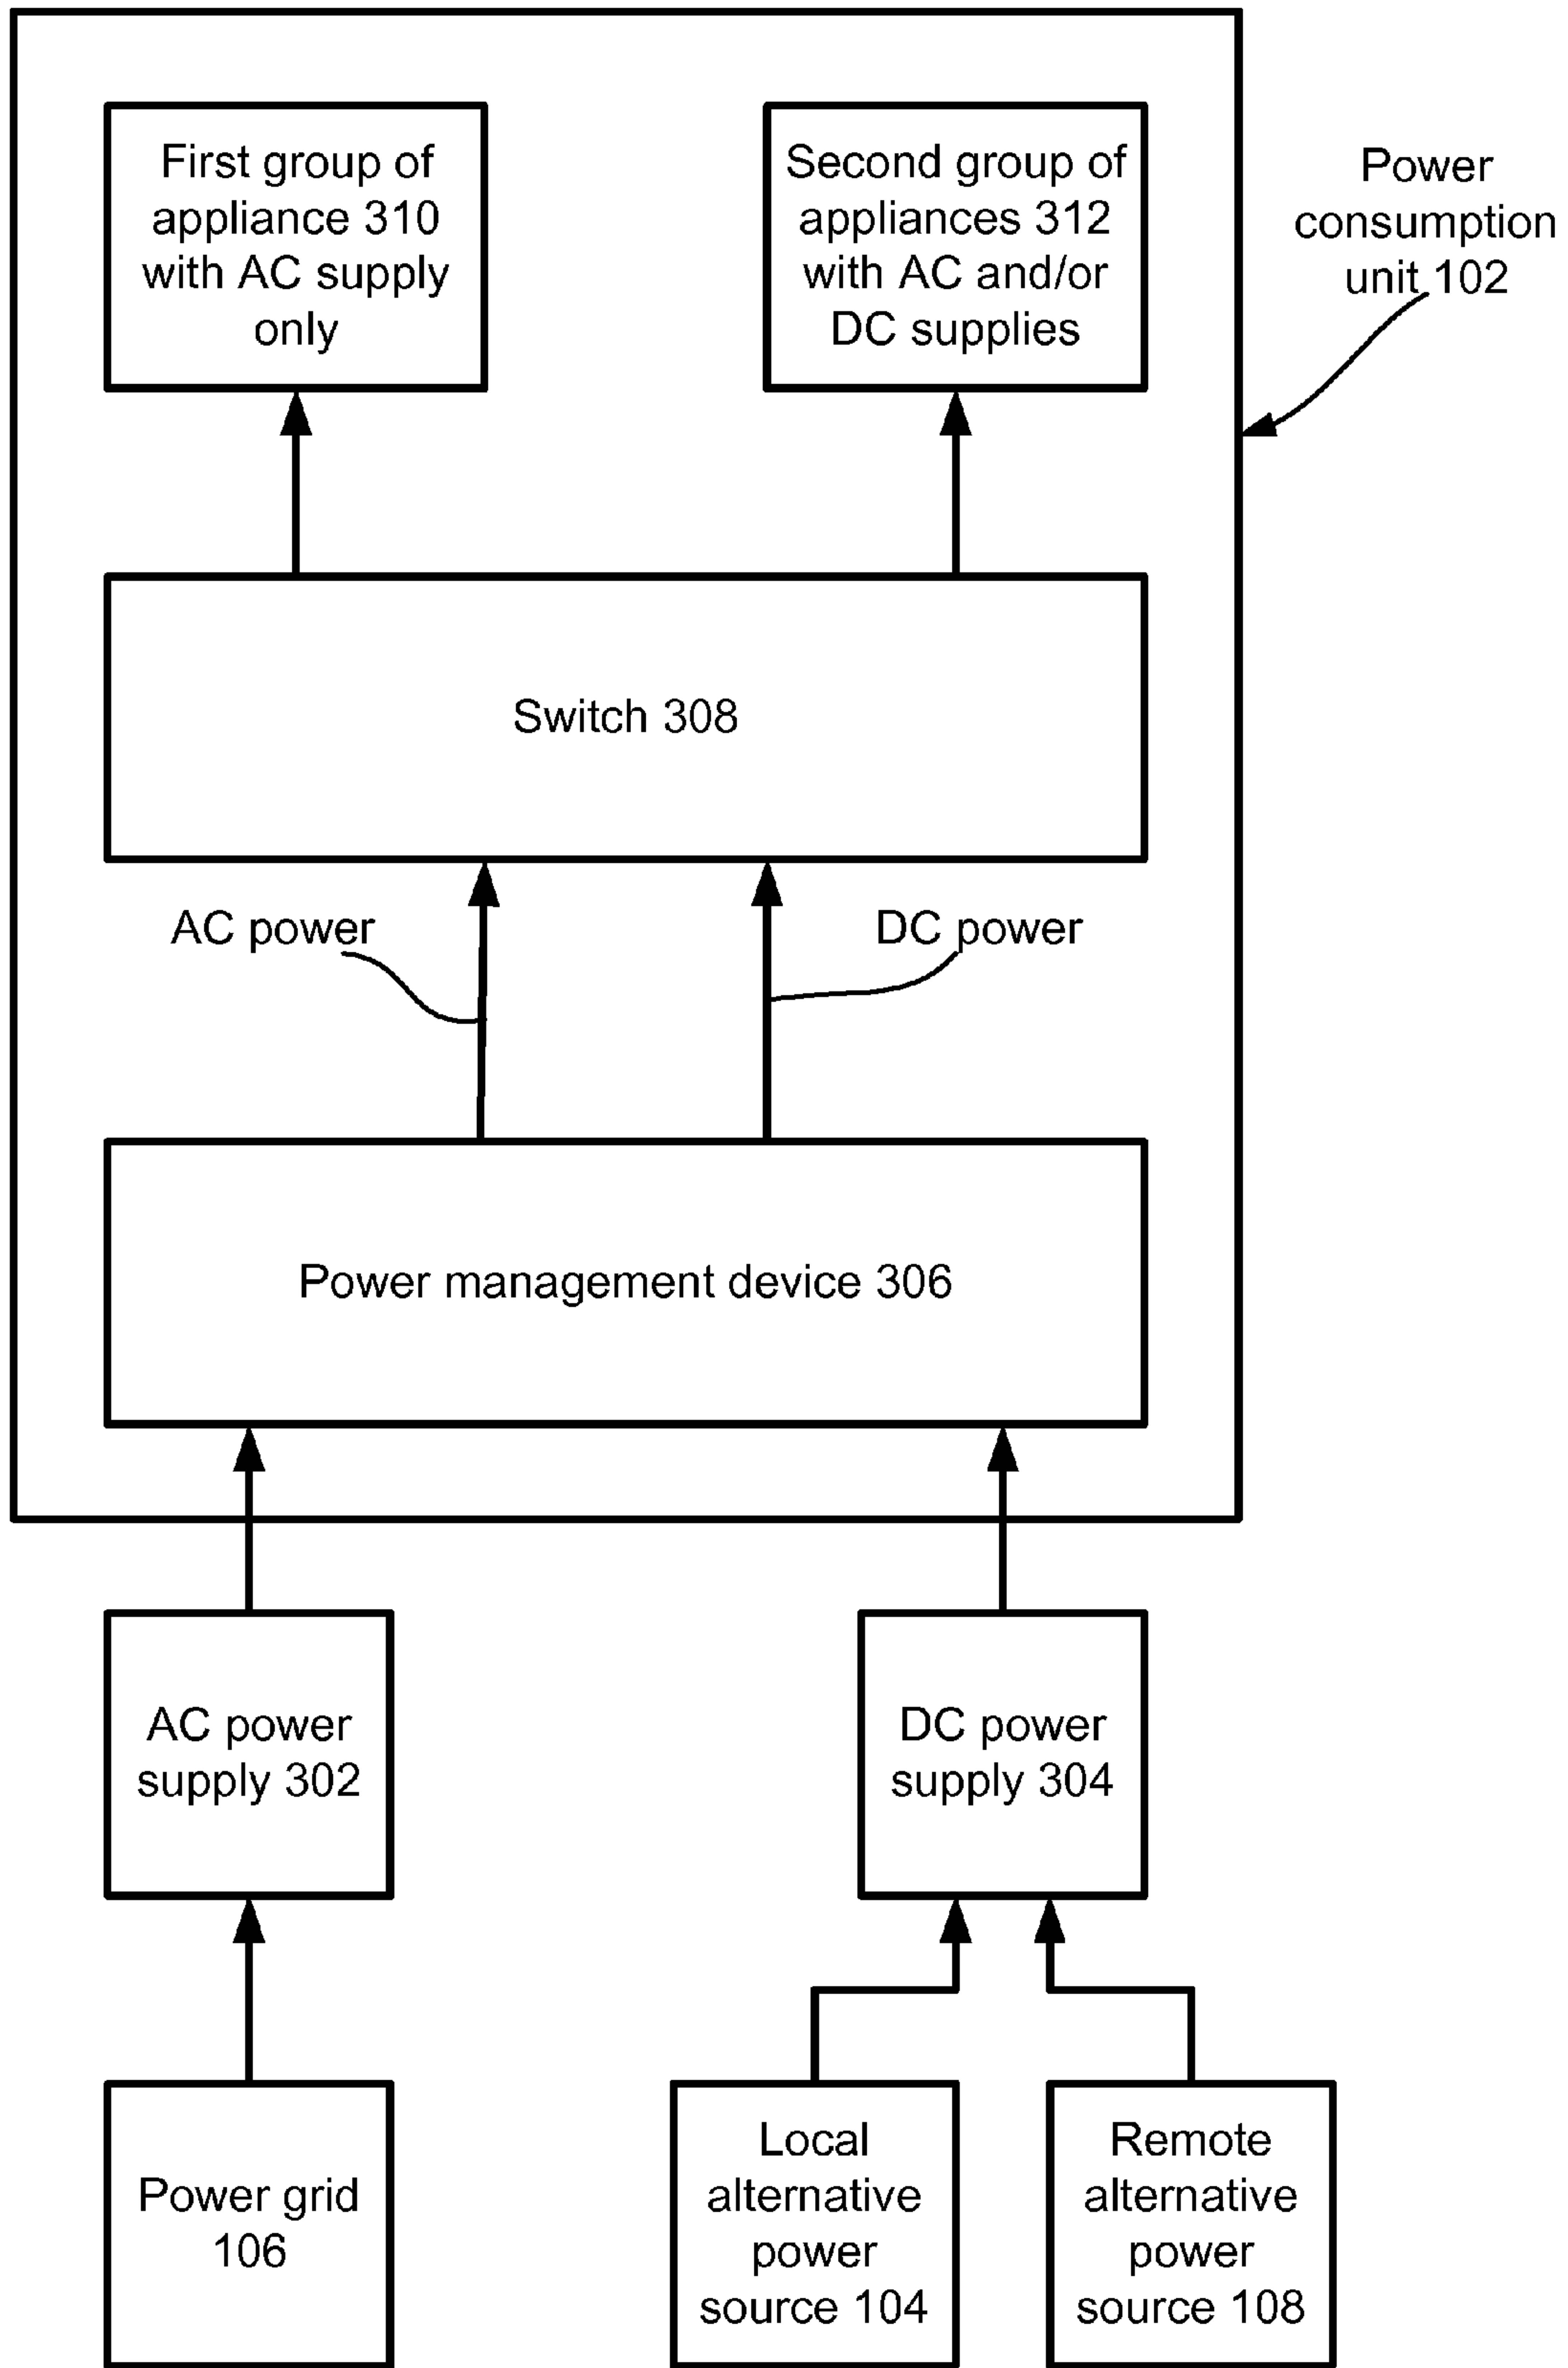 First group of
appliance 310
with AC supply
only
Second group of
appliances 312
with AC and/or
DC supplies
Power
consumption
unit 102
Switch 308
AC power
DC power
Power management device 306
AC power
supply 302
DC power
supply 304
Power grid
106
Local
alternative
power
source 104
Remote
alternative
power
source 108